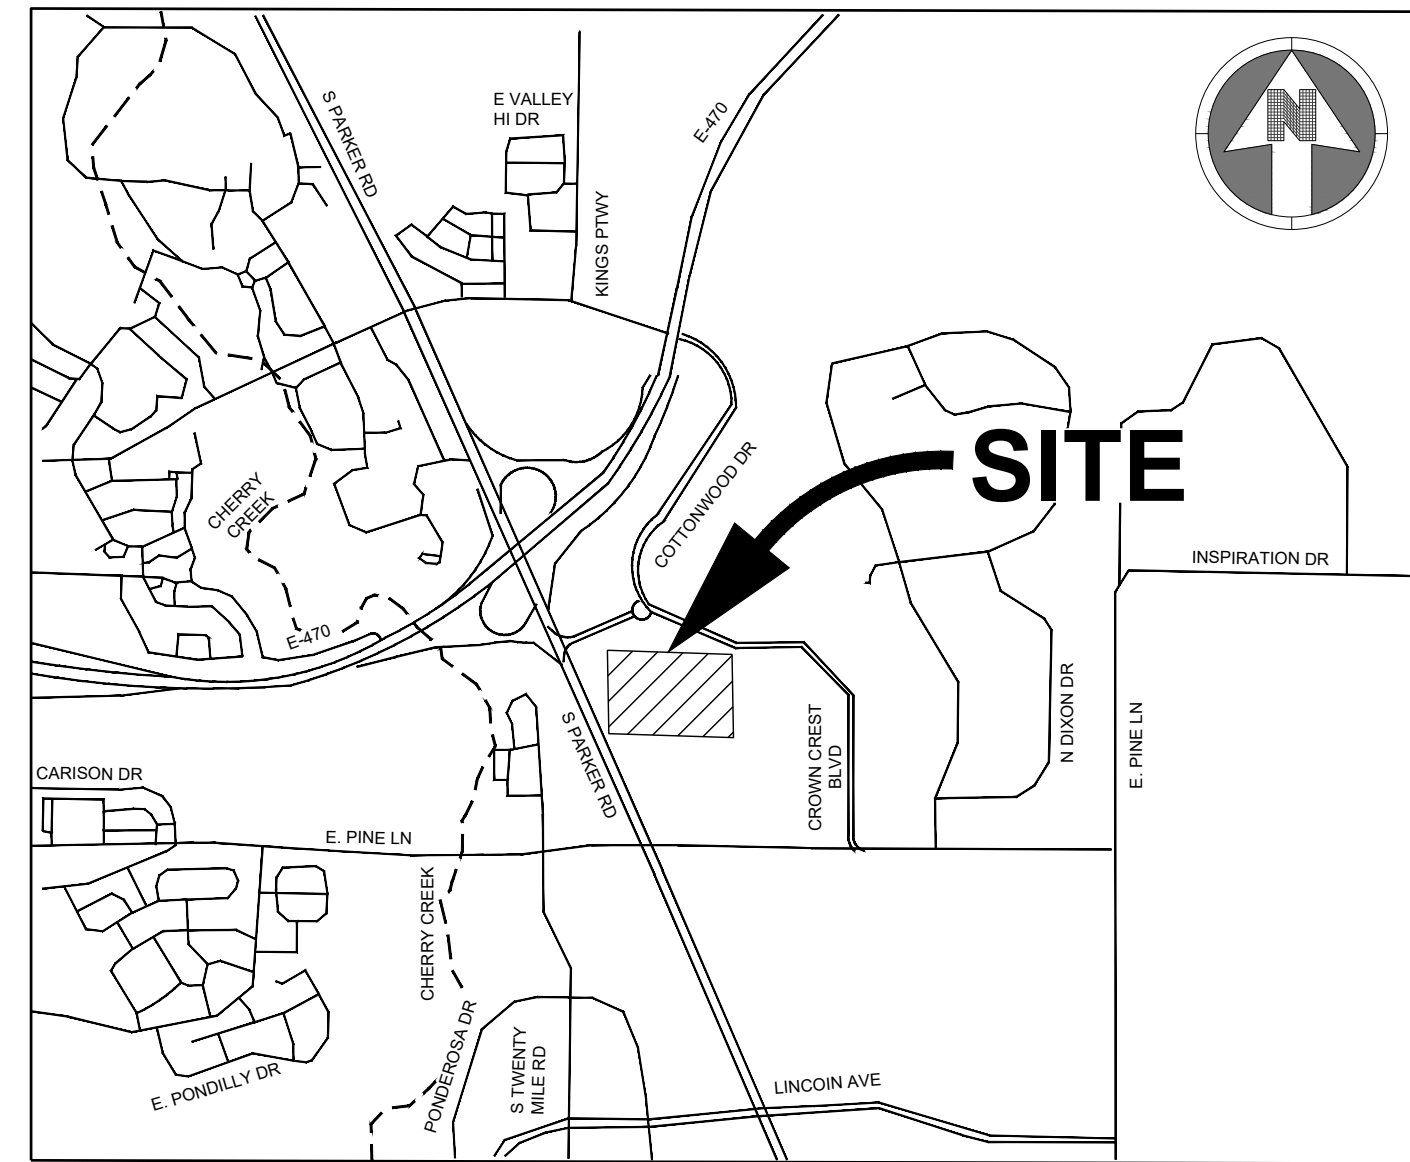 S PARKER RD
E VALLEY
HI DR
E-470
N
KINGS PTWY
SITE
COTTONWOOD DR
CHERRY
CREEK
INSPIRATION DR
E-470
N DIXON DR
E. PINE LN
CROWN CREST
BLVD
S PARKER RD
CARISON DR
E. PINE LN
CHERRY CREEK
PONDEROSA DR
S TWENTY
MILE RD
E. PONDILLY DR
LINCOIN AVE